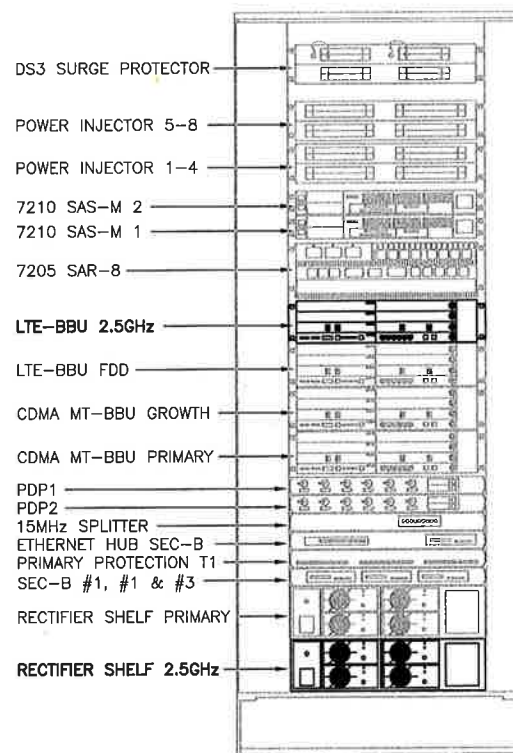 DS3 SURGE PROTECTOR
POWER INJECTOR 5-8
POWER INJECTOR 1-4
7210 SAS-M 2
7210 SAS-M 1
7205 SAR-8
LTE-BBU 2.5GHz
LTE-BBU FDD
CDMA MT-BBU GROWTH
CDMA MT-BBU PRIMARY
PDP1
PDP2
15MHz SPLITTER
ETHERNET HUB SEC-B
PRIMARY PROTECTION T1
SEC-B #1, #1 & #3
RECTIFIER SHELF PRIMARY
RECTIFIER SHELF 2.5GHz